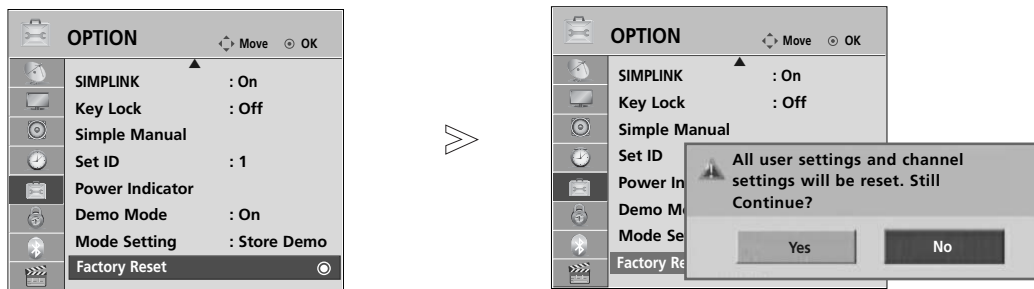 OPTION Move OK
SIMPLINK : On
Key Lock : Off
Simple Manual
Set ID : 1
Power Indicator
Demo Mode : On
Mode Setting : Store Demo
Factory Reset
OPTION Move OK
SIMPLINK : On
Key Lock : Off
Simple Manual
Set ID
Power In
Demo M
Mode Se
Factory Re
All user settings and channel
settings will be reset. Still
Continue?
Yes No